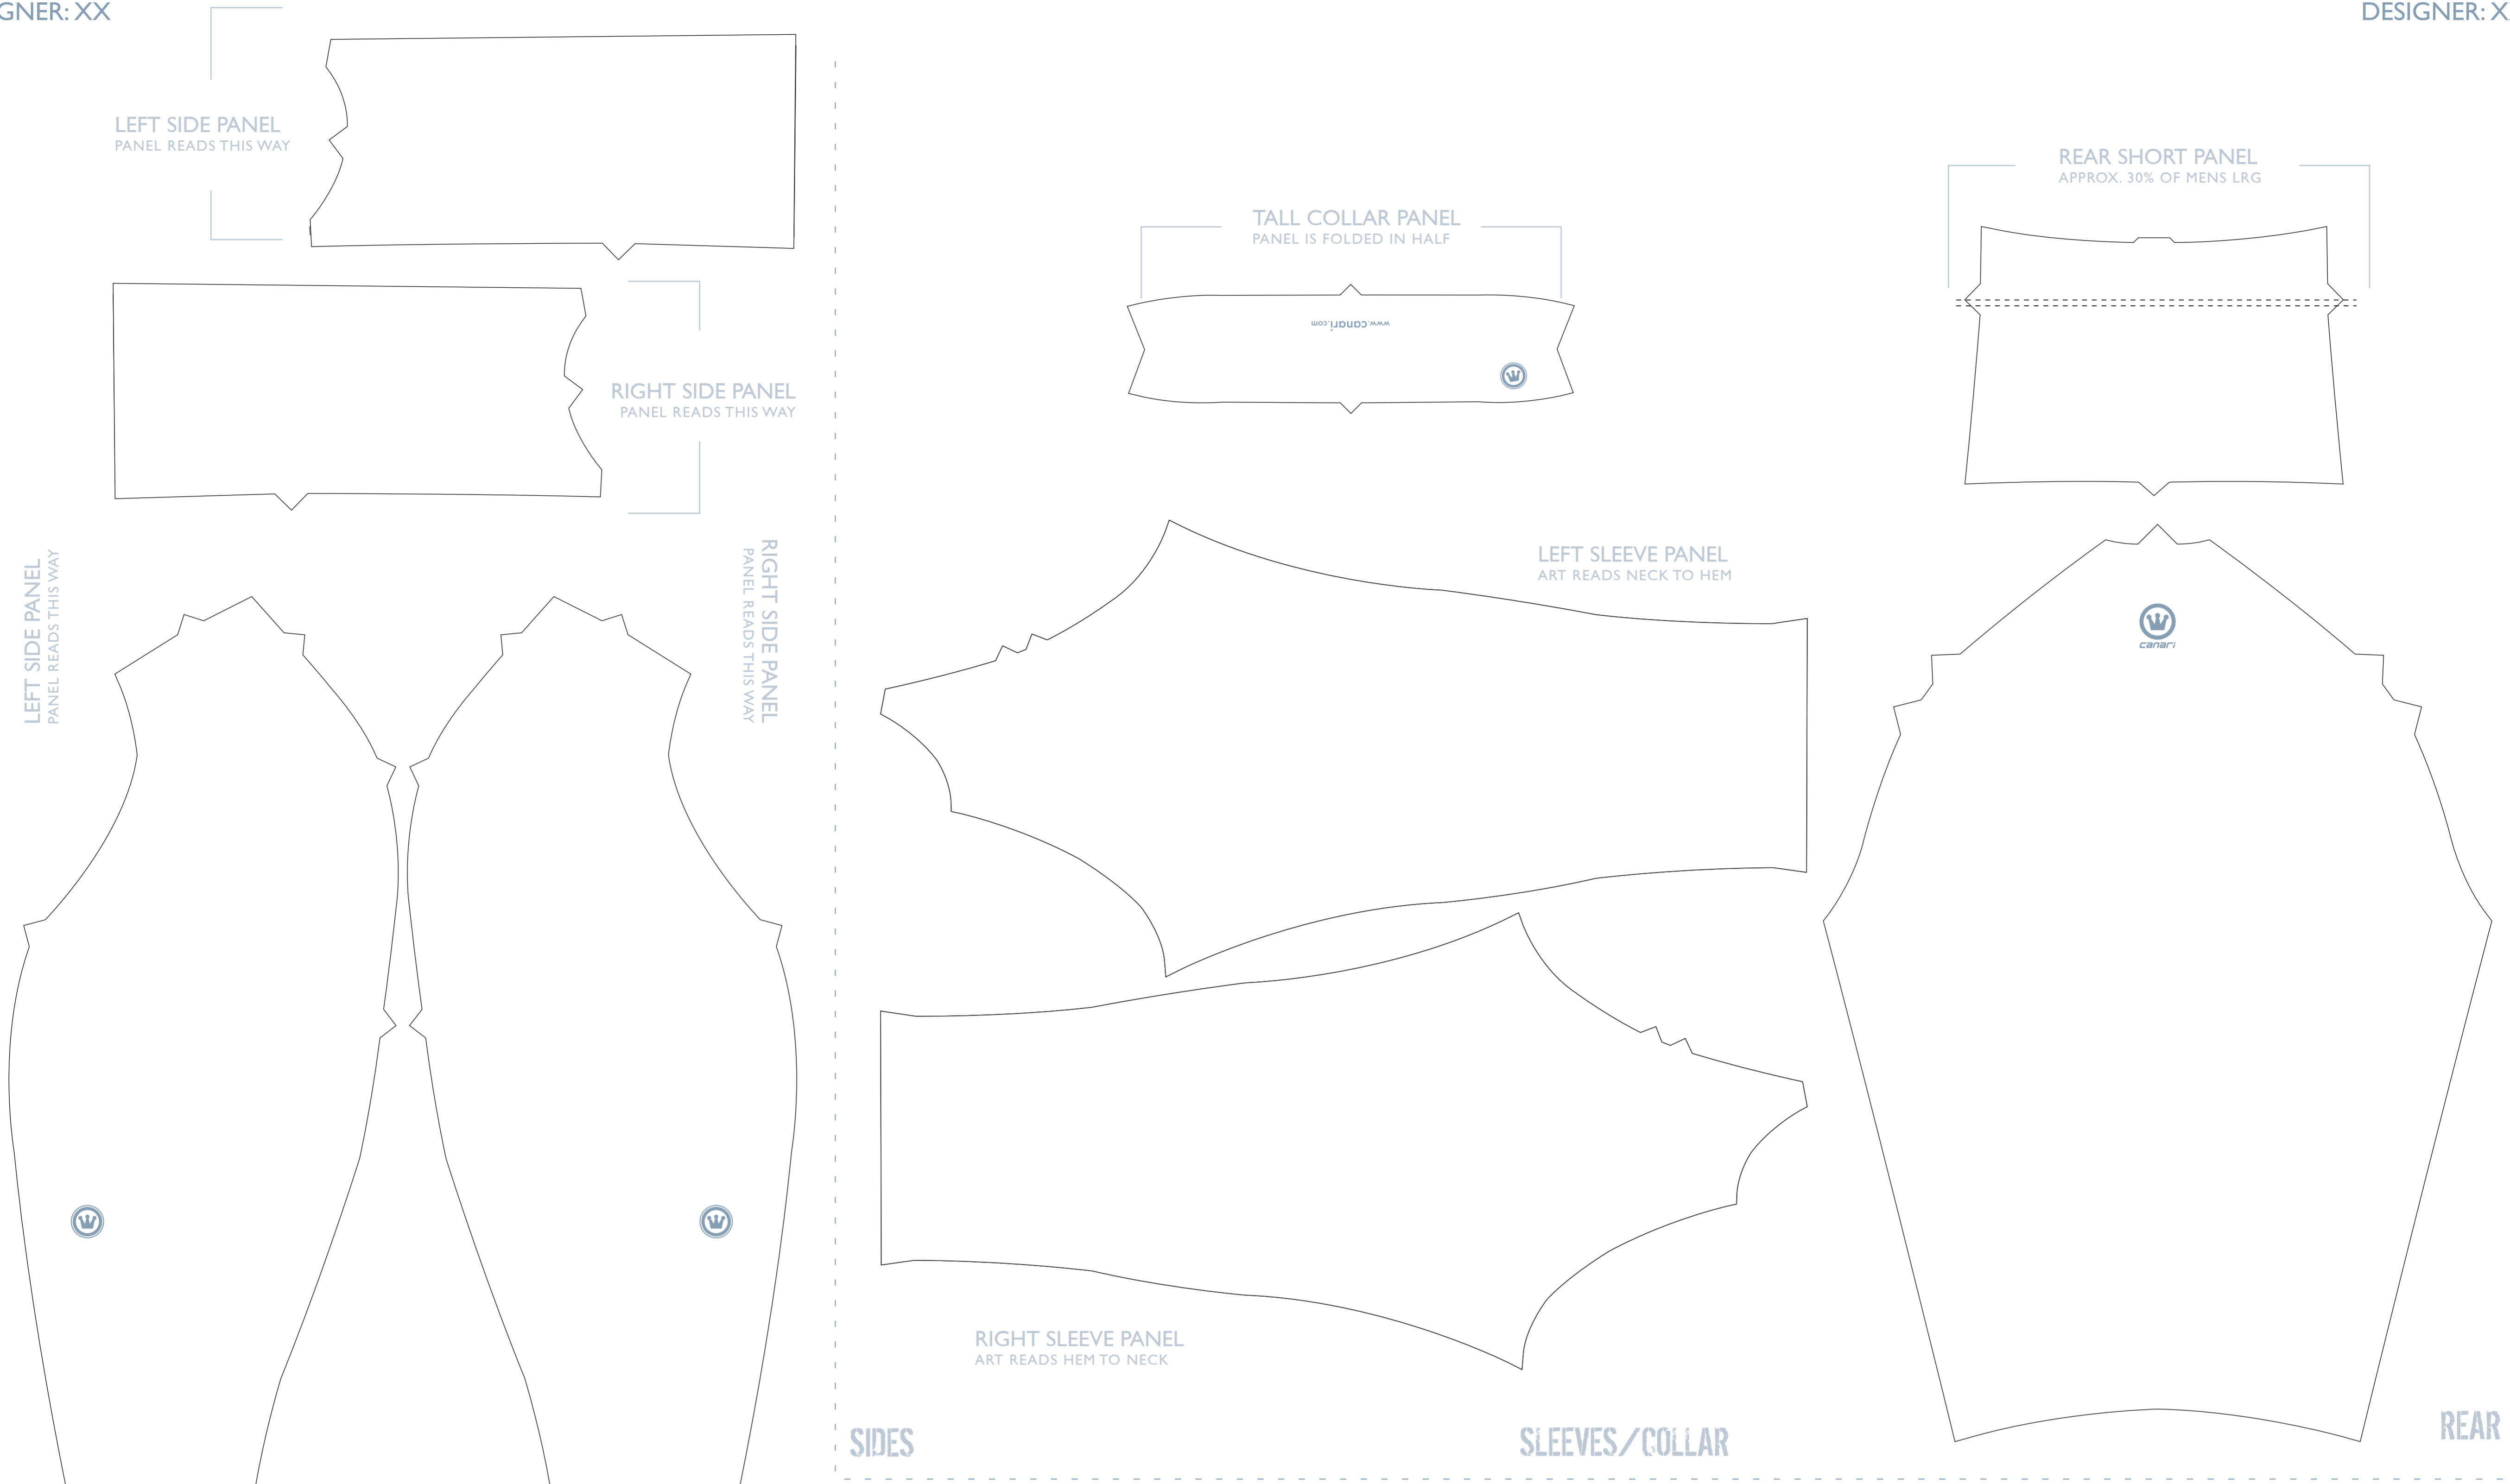 GNER: XX
DESIGNER: X
LEFT SIDE PANEL
PANEL READS THIS WAY
RIGHT SIDE PANEL
PANEL READS THIS WAY
LEFT SIDE PANEL
PANEL READS THIS WAY
RIGHT SIDE PANEL
PANEL READS THIS WAY
TALL COLLAR PANEL
PANEL IS FOLDED IN HALF
www.canari.com
REAR SHORT PANEL
APPROX. 30% OF MENS LRG
LEFT SLEEVE PANEL
ART READS NECK TO HEM
canari
RIGHT SLEEVE PANEL
ART READS HEM TO NECK
SIDES
SLEEVES/COLLAR
REAR